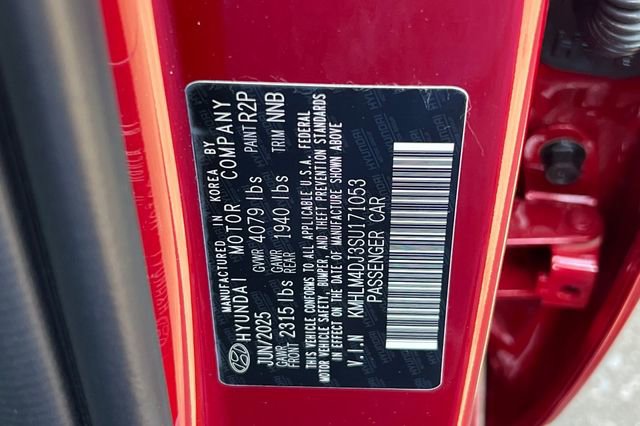 MANUFACTURED IN KOREA BY
HYUNDAI MOTOR COMPANY
JUN/2025 GVWR 4079 lbs PAINT R2P
GAWR FRONT 2315 lbs GAWR REAR 1940 lbs TRIM NNB
THIS VEHICLE CONFORMS TO ALL APPLICABLE U.S.A. FEDERAL
MOTOR VEHICLE SAFETY, BUMPER, AND THEFT PREVENTION STANDARDS
IN EFFECT ON THE DATE OF MANUFACTURE SHOWN ABOVE
V.I.N KMHLM4DJ3SU171053
PASSENGER CAR